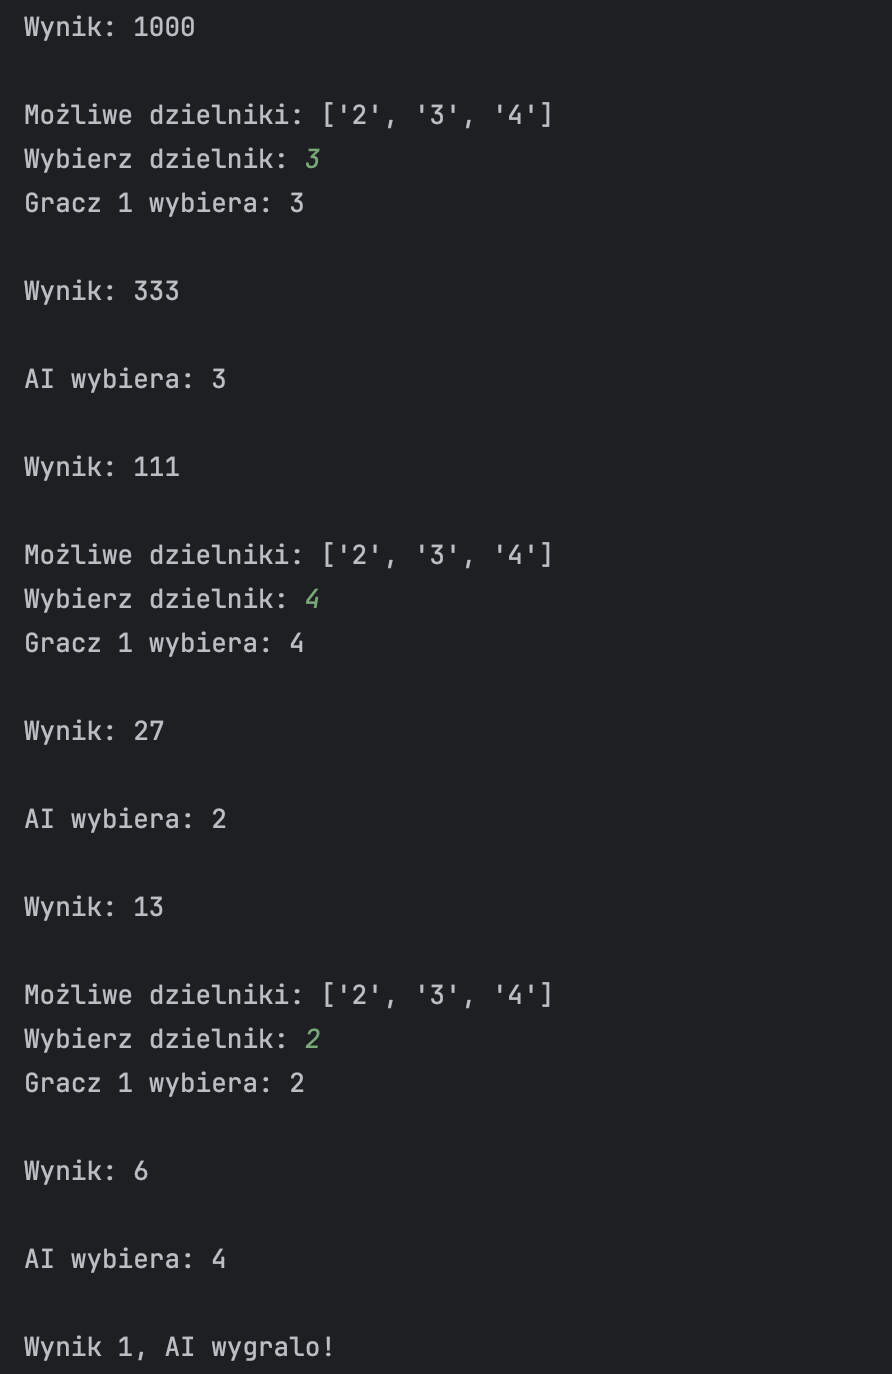 Wynik: 1000
Możliwe dzielniki: ['2', '3', '4']
Wybierz dzielnik: 3
Gracz 1 wybiera: 3
Wynik: 333
AI wybiera: 3
Wynik: 111
Możliwe dzielniki: ['2', '3', '4']
Wybierz dzielnik: 4
Gracz 1 wybiera: 4
Wynik: 27
AI wybiera: 2
Wynik: 13
Możliwe dzielniki: ['2', '3', '4']
Wybierz dzielnik: 2
Gracz 1 wybiera: 2
Wynik: 6
AI wybiera: 4
Wynik 1, AI wygralo!